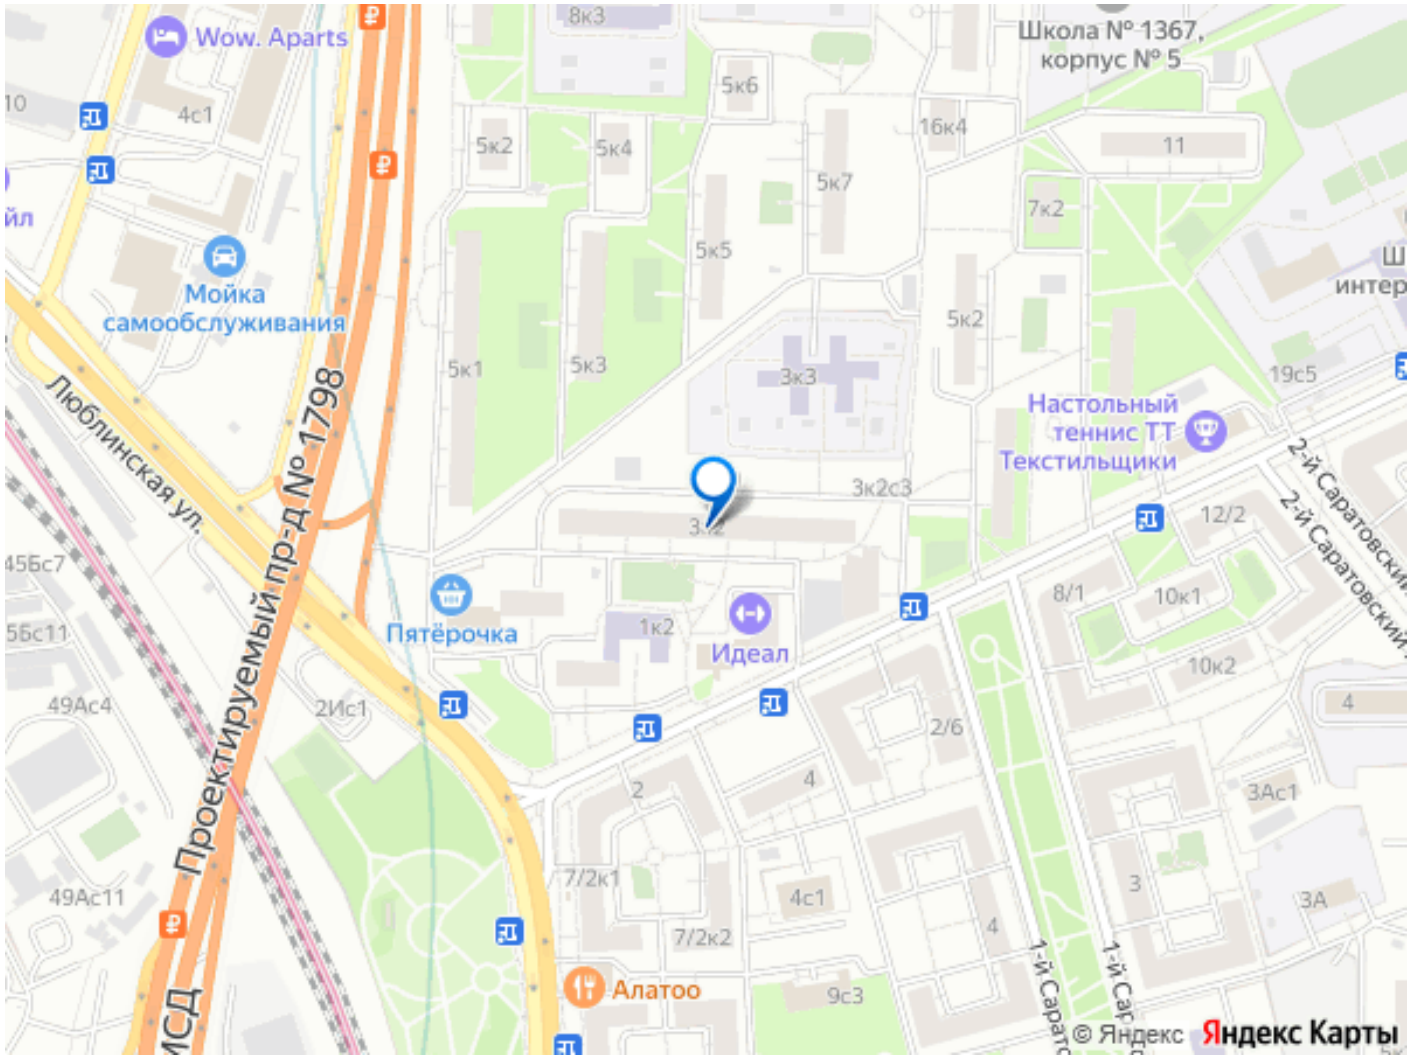 8к3
Школа № 1367,
корпус № 5
Wow. Aparts
10
4с1
5к6
5к2
5к4
16к4
11
5к7
7к2
йл
5к5
Мойка
самообслуживания
5к2
5к1
5к3
3к3
19с5
Ш
интер
Люблинская ул.
Проектируемый пр-д № 1798
Настольный
теннис ТТ
Текстильщики
2-й Саратовский
2-й Саратовский
3к2с3
12/2
45Бс7
5Бс11
Пятёрочка
1к2
Идеал
8/1
10к1
10к2
49Ас4
2Ис1
2/6
4
2
4
3Ас1
7/2к1
4с1
3
3А
49Ас11
7/2к2
4
1-й Сарато
1-й Сар
Алатоо
9с3
МСД
© Яндекс
Яндекс Карты